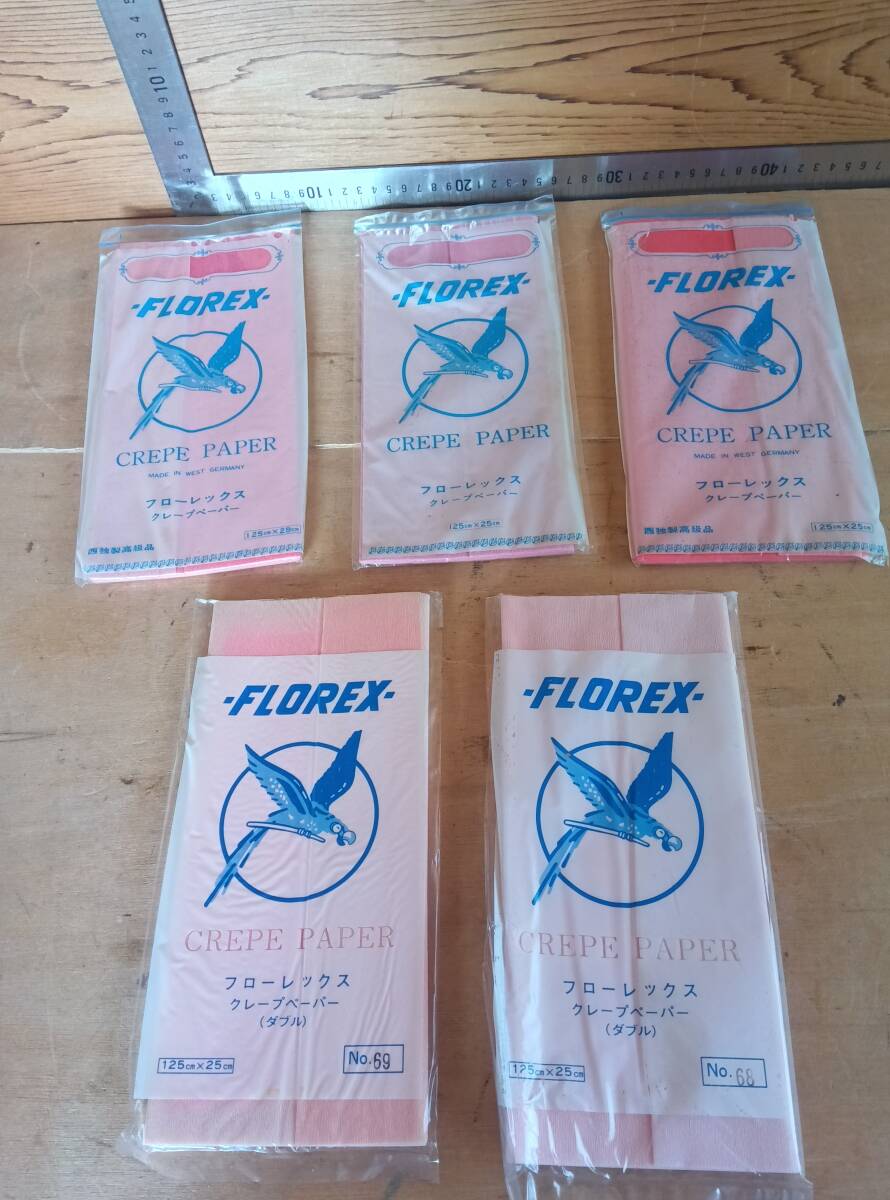 -FLOREX-
CREPE PAPER
MADE IN WEST GERMANY
フローレックス
クレープペーパー
125cm×25cm
西独製高級品
-FLOREX-
CREPE PAPER
フローレックス
クレープペーパー
125cm×25cm
-FLOREX-
CREPE PAPER
MADE IN WEST GERMANY
フローレックス
クレープペーパー
西独製高級品
125cm×25cm
-FLOREX-
CREPE PAPER
フローレックス
クレープペーパー
(ダブル)
125cm×25cm
No. 69
-FLOREX-
CREPE PAPER
フローレックス
クレープペーパー
(ダブル)
125cm×25cm
No. 68